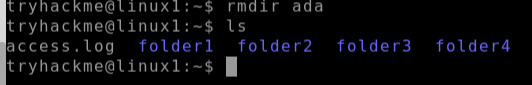 tryhackme@linux1:~$ rmdir ada
tryhackme@linux1:~$ ls
access.log folder1 folder2 folder3 folder4
tryhackme@linux1:~$